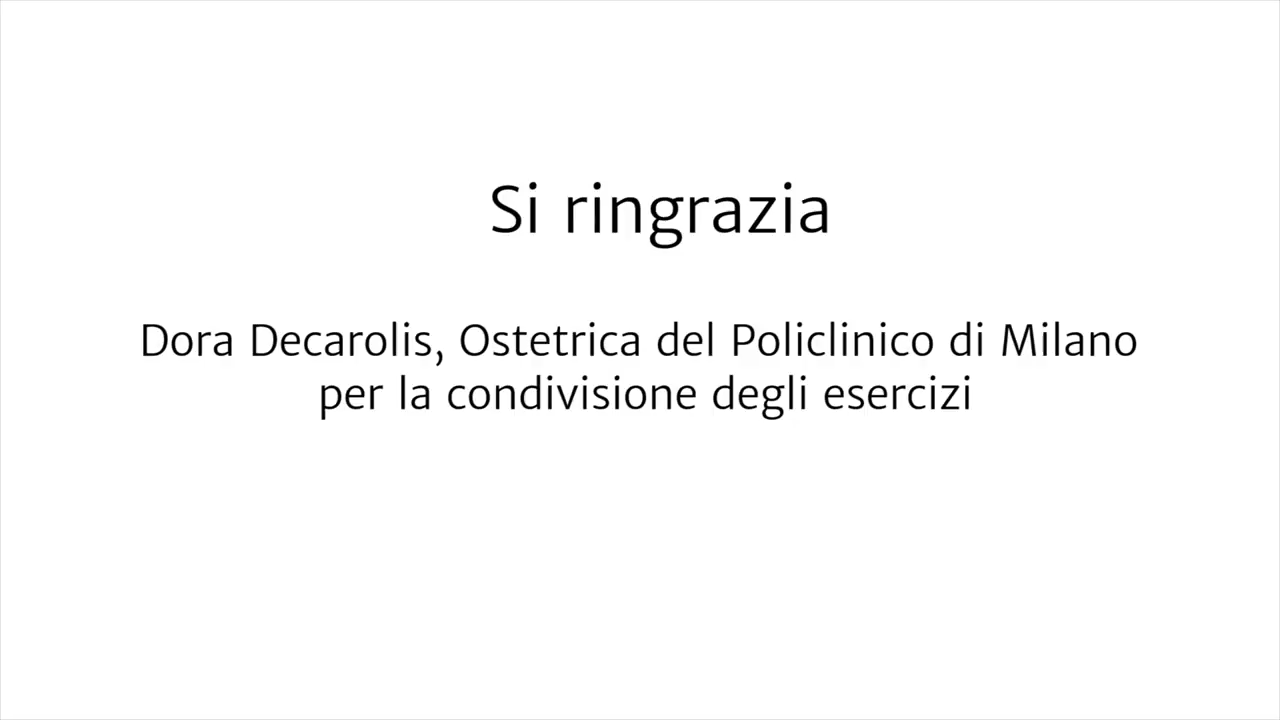 Si ringrazia
Dora Decarolis, Ostetrica del Policlinico di Milano
per la condivisione degli esercizi